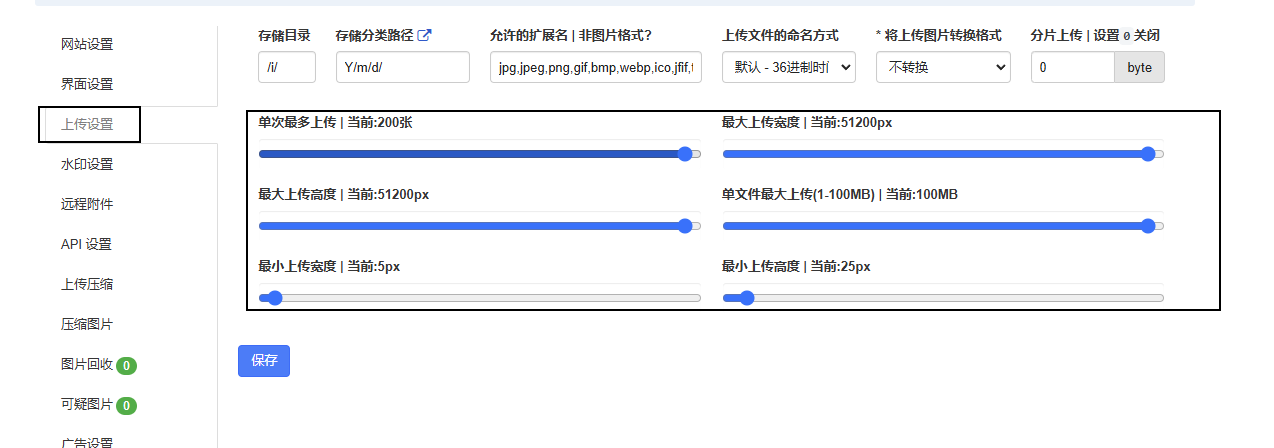 网站设置
界面设置
上传设置
水印设置
远程附件
API 设置
上传压缩
压缩图片
图片回收 0
可疑图片 0
广告设置
存储目录
/i/
存储分类路径
Y/m/d/
允许的扩展名 | 非图片格式?
jpg,jpeg,png,gif,bmp,webp,ico,jfif,t
上传文件的命名方式
默认 - 36进制时间
* 将上传图片转换格式
不转换
分片上传 | 设置 0 关闭
0 byte
单次最多上传 | 当前:200张
最大上传宽度 | 当前:51200px
最大上传高度 | 当前:51200px
单文件最大上传(1-100MB) | 当前:100MB
最小上传宽度 | 当前:5px
最小上传高度 | 当前:25px
保存